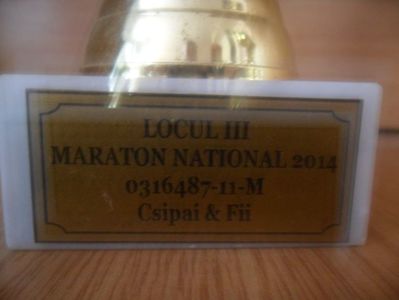 LOCUL III
MARATON NATIONAL 2014
0316487-11-M
Csipai & Fii